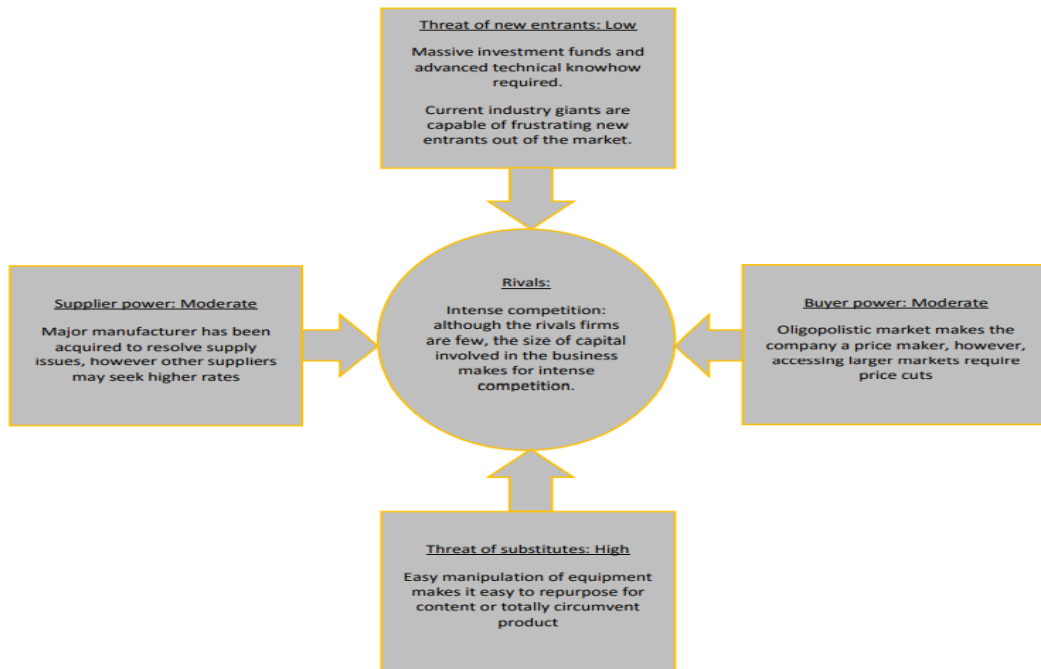 Threat of new entrants: Low
Massive investment funds and
advanced technical knowhow
required.
Current industry giants are
capable of frustrating new
entrants out of the market.
Supplier power: Moderate
Major manufacturer has been
acquired to resolve supply
issues, however other suppliers
may seek higher rates
Rivals:
Intense competition:
although the rivals firms
are few, the size of capital
involved in the business
makes for intense
competition.
Buyer power: Moderate
Oligopolistic market makes the
company a price maker, however,
accessing larger markets require
price cuts
Threat of substitutes: High
Easy manipulation of equipment
makes it easy to repurpose for
content or totally circumvent
product